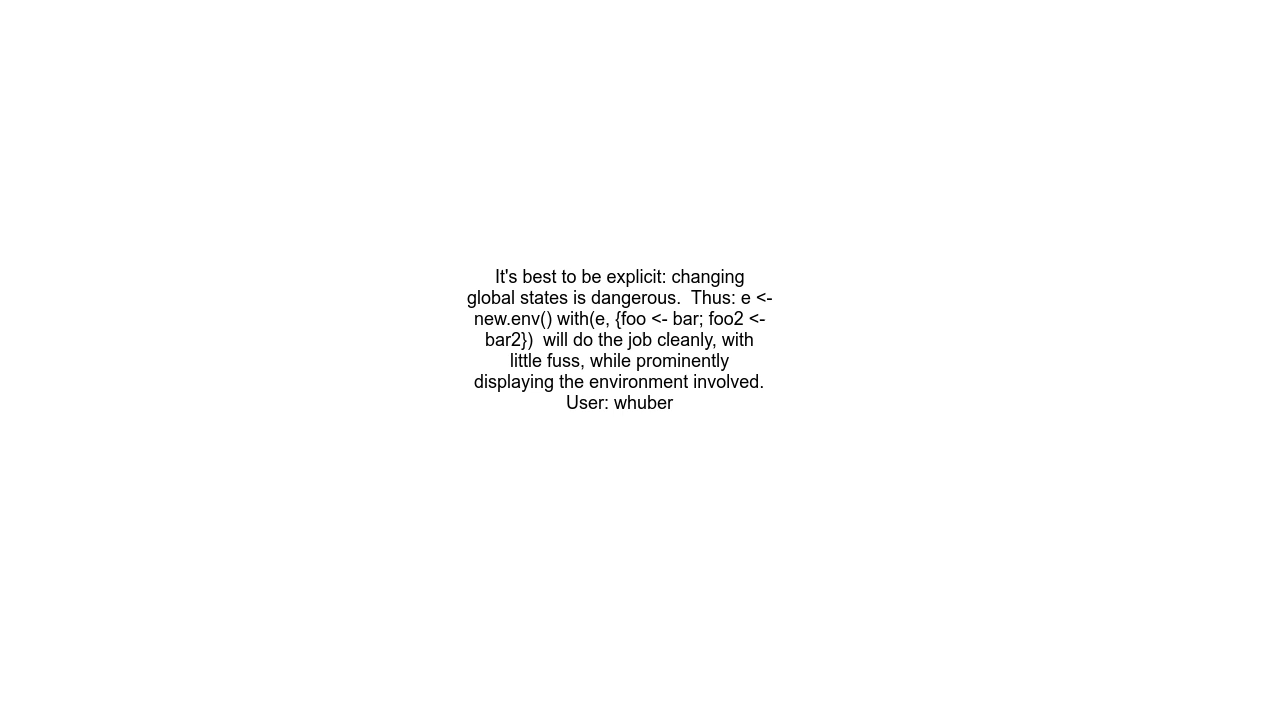 It's best to be explicit: changing
global states is dangerous.  Thus: e <-
new.env() with(e, {foo <- bar; foo2 <-
bar2})  will do the job cleanly, with
little fuss, while prominently
displaying the environment involved.
User: whuber